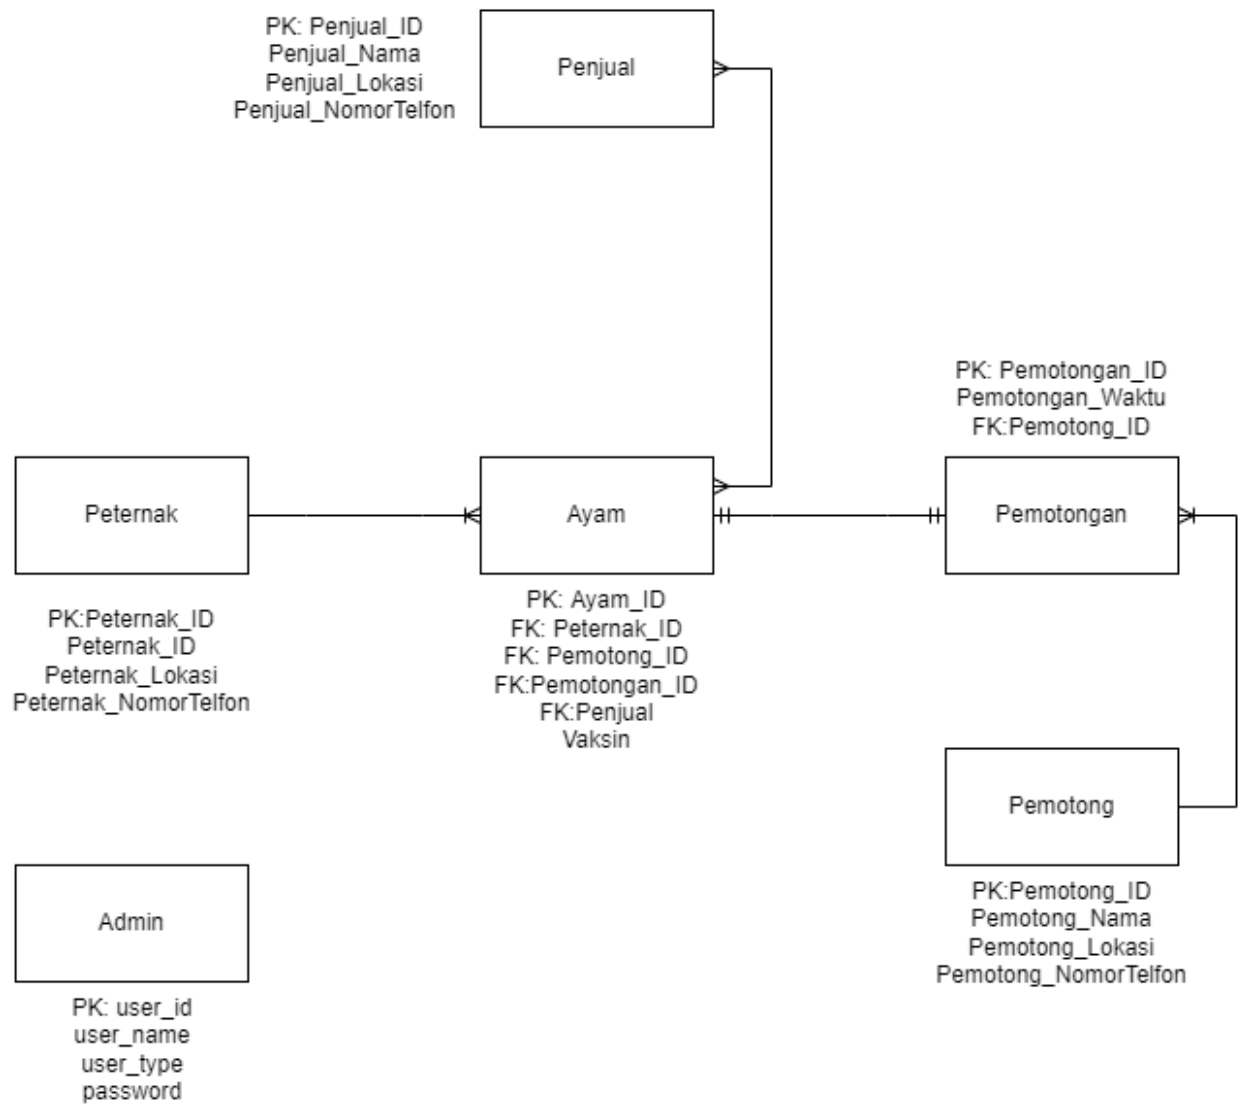 PK: Penjual_ID
Penjual_Nama
Penjual_Lokasi
Penjual_NomorTelfon
Penjual
PK: Pemotongan_ID
Pemotongan_Waktu
FK:Pemotong_ID
Peternak
Ayam
Pemotongan
PK:Peternak_ID
Peternak_ID
Peternak_Lokasi
Peternak_NomorTelfon
PK: Ayam_ID
FK: Peternak_ID
FK: Pemotong_ID
FK:Pemotongan_ID
FK:Penjual
Vaksin
Pemotong
PK:Pemotong_ID
Pemotong_Nama
Pemotong_Lokasi
Pemotong_NomorTelfon
Admin
PK: user_id
user_name
user_type
password